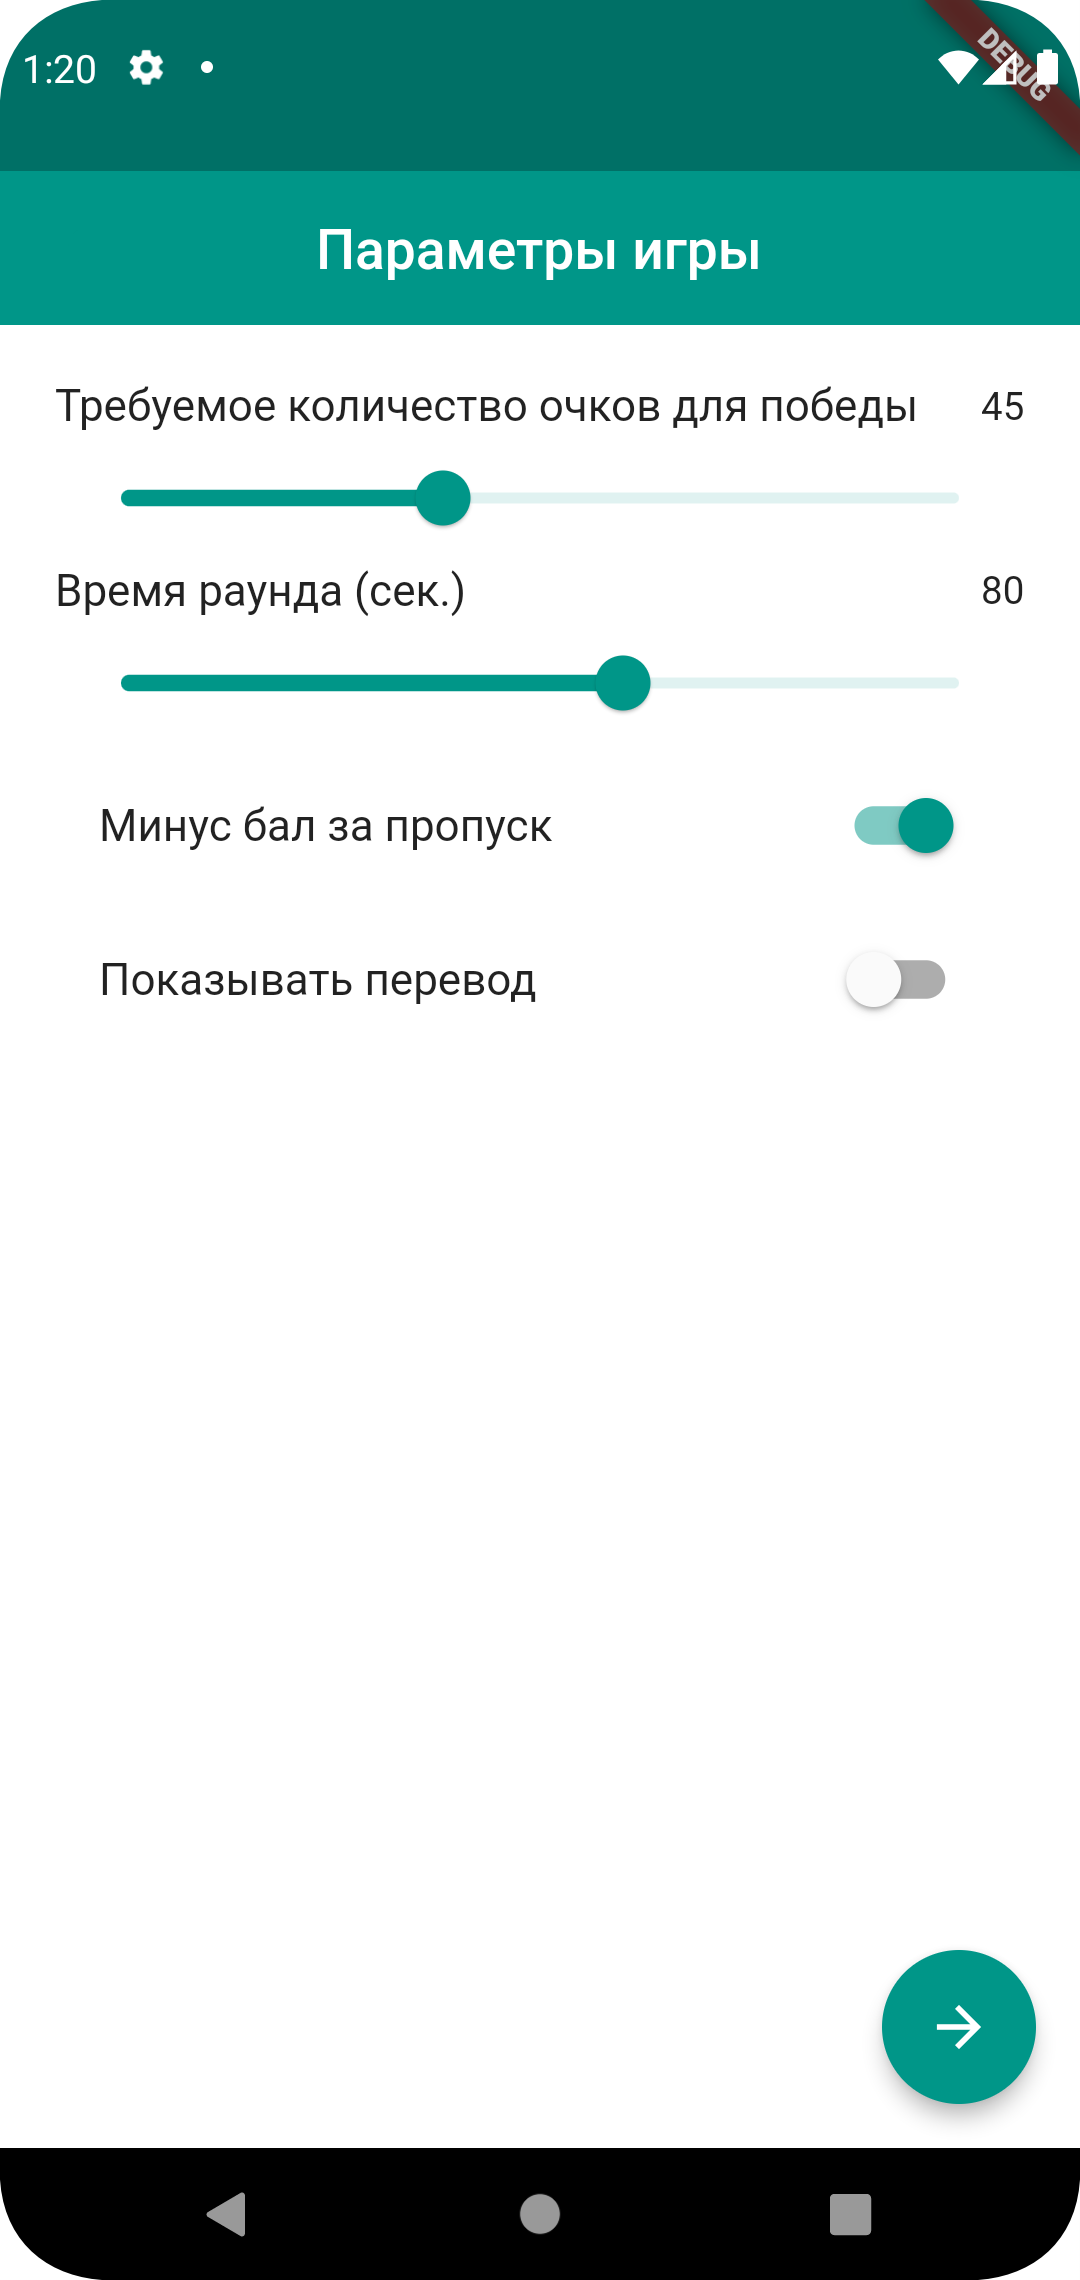 1:20
DEBUG
Параметры игры
Требуемое количество очков для победы 45
Время раунда (сек.) 80
Минус бал за пропуск
Показывать перевод